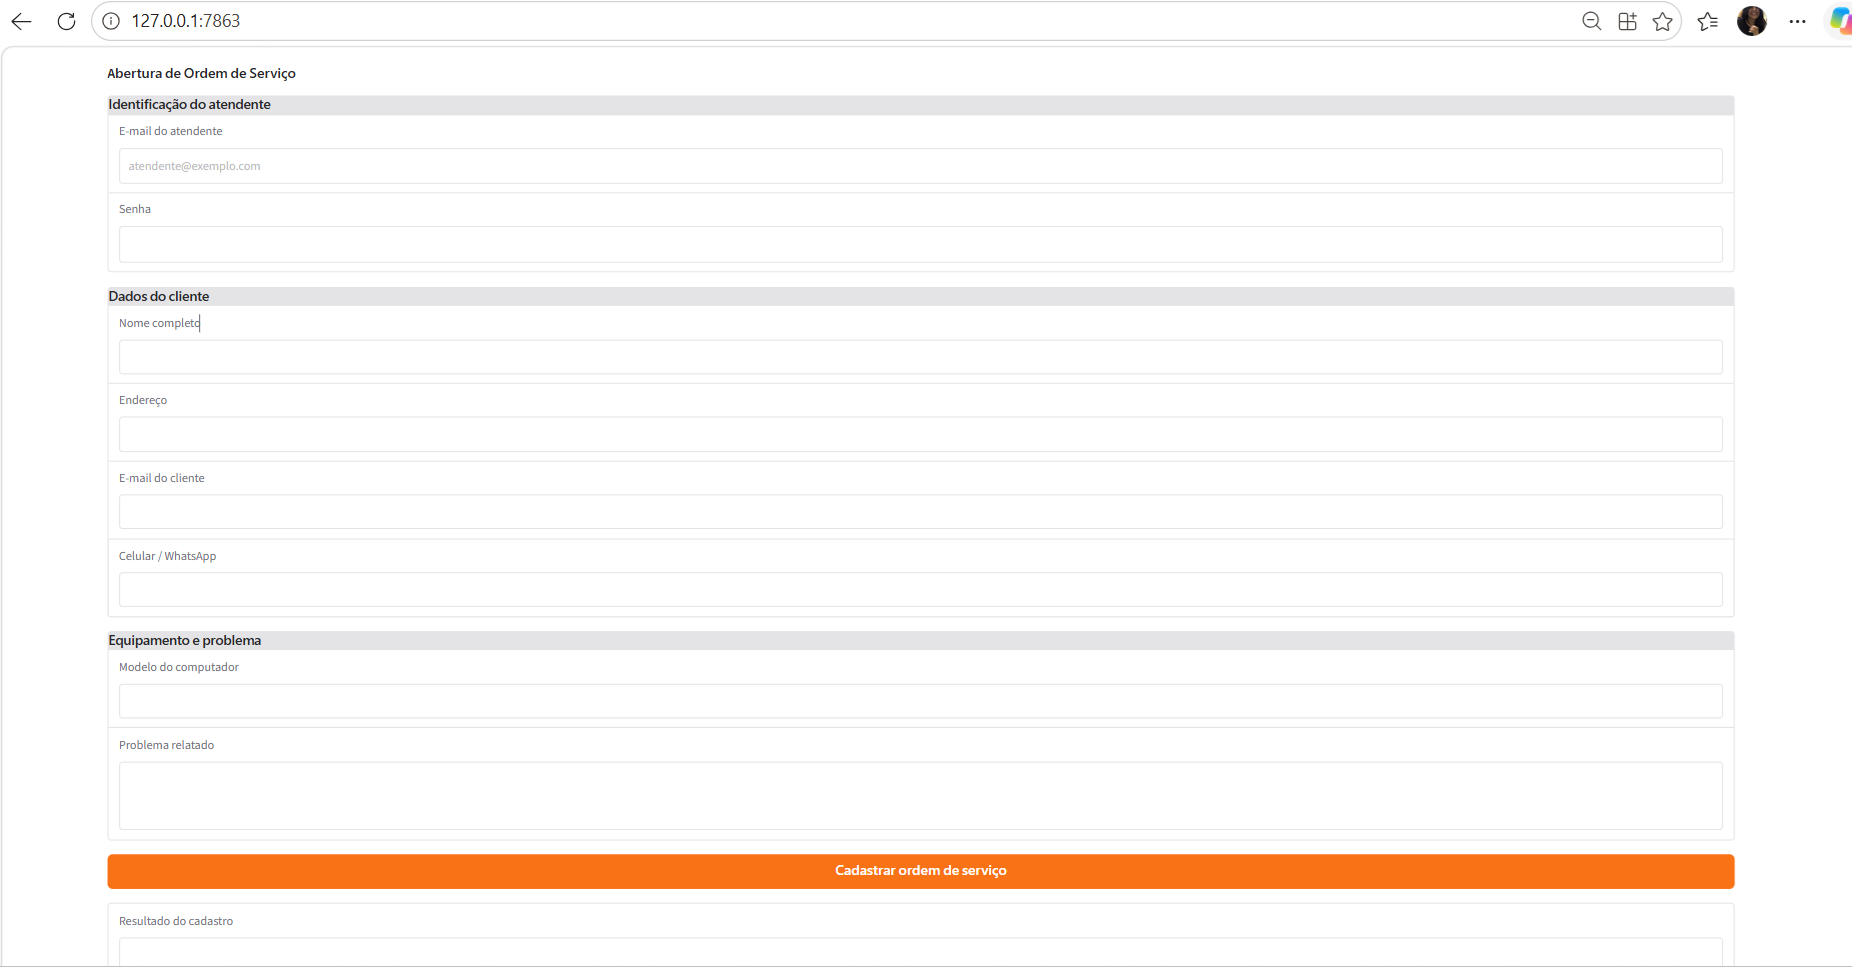 127.0.0.1:7863
Abertura de Ordem de Serviço
Identificação do atendente
E-mail do atendente
atendente@exemplo.com
Senha
Dados do cliente
Nome completo
Endereço
E-mail do cliente
Celular / WhatsApp
Equipamento e problema
Modelo do computador
Problema relatado
Cadastrar ordem de serviço
Resultado do cadastro